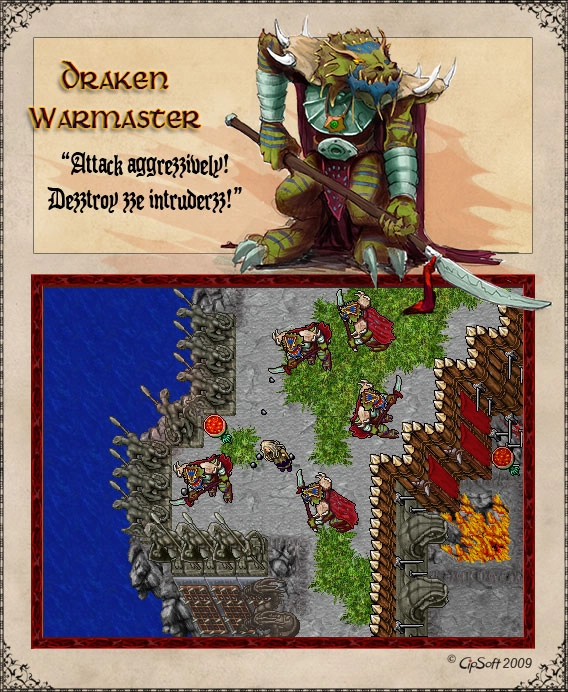 Draken
Warmaster
“Attack aggrezzively!
Dezztroy zze intruderzz!”
© CipSoft 2009